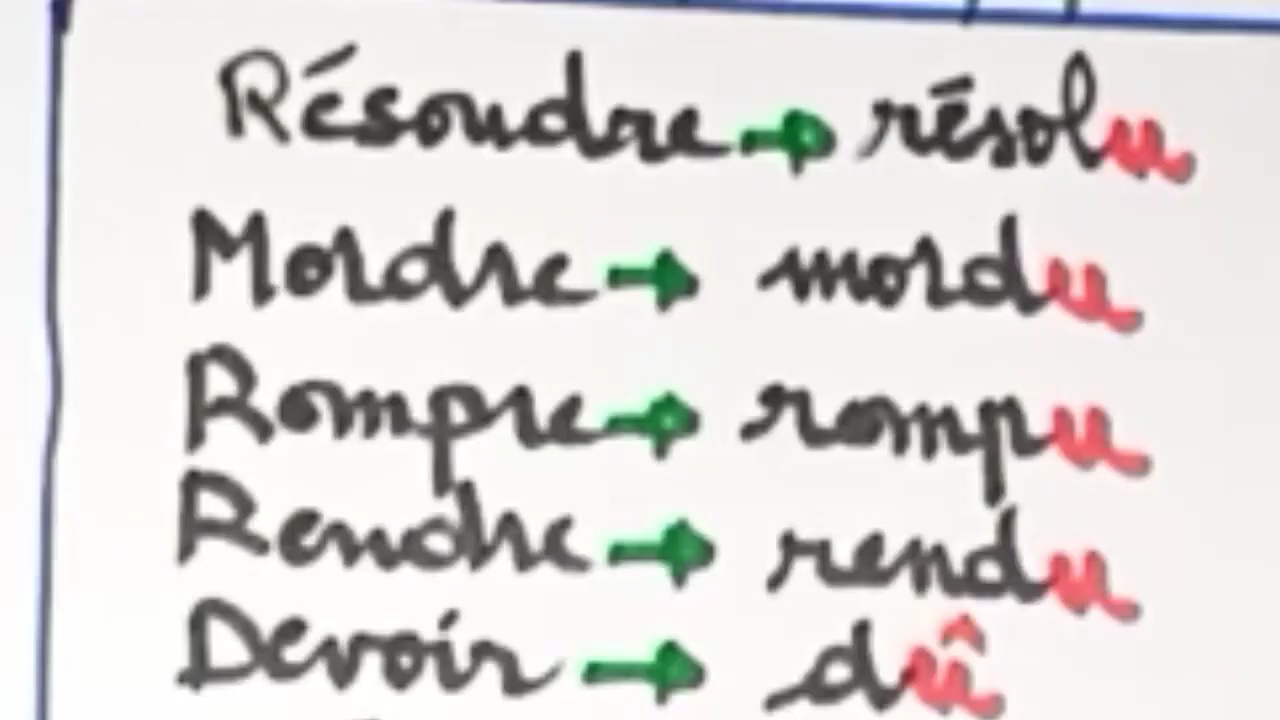 Résoudre → résolu
Mordre → mordu
Rompre → rompu
Rendre → rendu
Devoir → dû